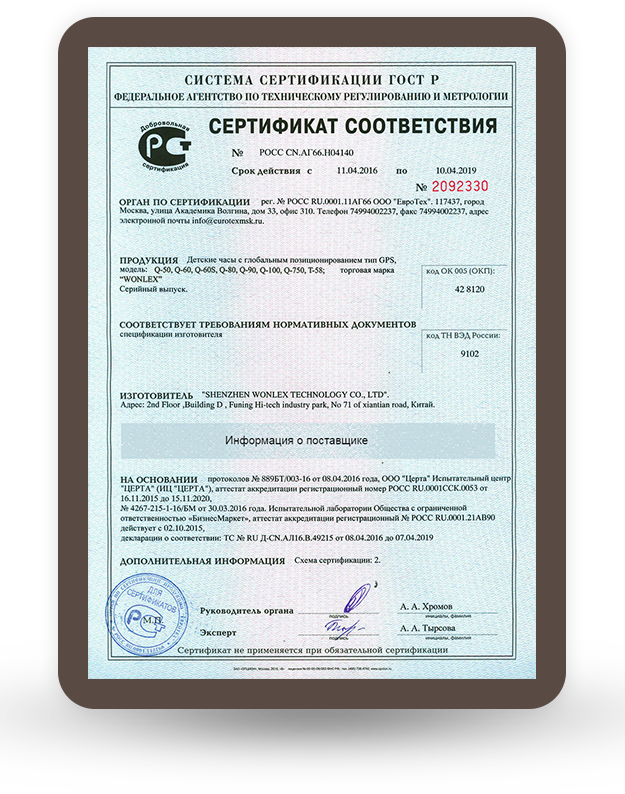 СИСТЕМА СЕРТИФИКАЦИИ ГОСТ Р
ФЕДЕРАЛЬНОЕ АГЕНТСТВО ПО ТЕХНИЧЕСКОМУ РЕГУЛИРОВАНИЮ И МЕТРОЛОГИИ
Добровольная
РСТ
сертификация
СЕРТИФИКАТ СООТВЕТСТВИЯ
№ РОСС CN.АГ66.Н04140
Срок действия с 11.04.2016 по 10.04.2019
№ 2092330
ОРГАН ПО СЕРТИФИКАЦИИ рег. № РОСС RU.0001.11АГ66 ООО "ЕвроТех". 117437, город
Москва, улица Академика Волгина, дом 33, офис 310. Телефон 74994002237, факс 74994002237, адрес
электронной почты info@eurotexmsk.ru.
ПРОДУКЦИЯ Детские часы с глобальным позиционированием тип GPS,
модель: Q-50, Q-60, Q-60S, Q-80, Q-90, Q-100, Q-750, T-58; торговая марка
"WONLEX"
Серийный выпуск.
код ОК 005 (ОКП):
42 8120
СООТВЕТСТВУЕТ ТРЕБОВАНИЯМ НОРМАТИВНЫХ ДОКУМЕНТОВ
спецификации изготовителя
код ТН ВЭД России:
9102
ИЗГОТОВИТЕЛЬ "SHENZHEN WONLEX TECHNOLOGY CO., LTD".
Адрес: 2nd Floor ,Building D , Funing Hi-tech industry park, No 71 of xiantian road, Китай.
Информация о поставщике
НА ОСНОВАНИИ протоколов № 889БТ/003-16 от 08.04.2016 года, ООО "Церта" Испытательный центр
"ЦЕРТА" (ИЦ "ЦЕРТА"), аттестат аккредитации регистрационный номер РОСС RU.0001ССК.0053 от
16.11.2015 до 15.11.2020,
№ 4267-215-1-16/БМ от 30.03.2016 года. Испытательной лаборатории Общества с ограниченной
ответственностью «БизнесМаркет», аттестат аккредитации регистрационный № РОСС RU.0001.21АВ90
действует с 02.10.2015,
декларации о соответствии: ТС № RU Д-CN.АЛ16.В.49215 от 08.04.2016 до 07.04.2019
ДОПОЛНИТЕЛЬНАЯ ИНФОРМАЦИЯ Схема сертификации: 2.
ДЛЯ
СЕРТИФИКАТОВ
М.П.
Руководитель органа
подпись
А. А. Хромов
инициалы, фамилия
Эксперт
подпись
А. А. Тырсова
инициалы, фамилия
Сертификат не применяется при обязательной сертификации